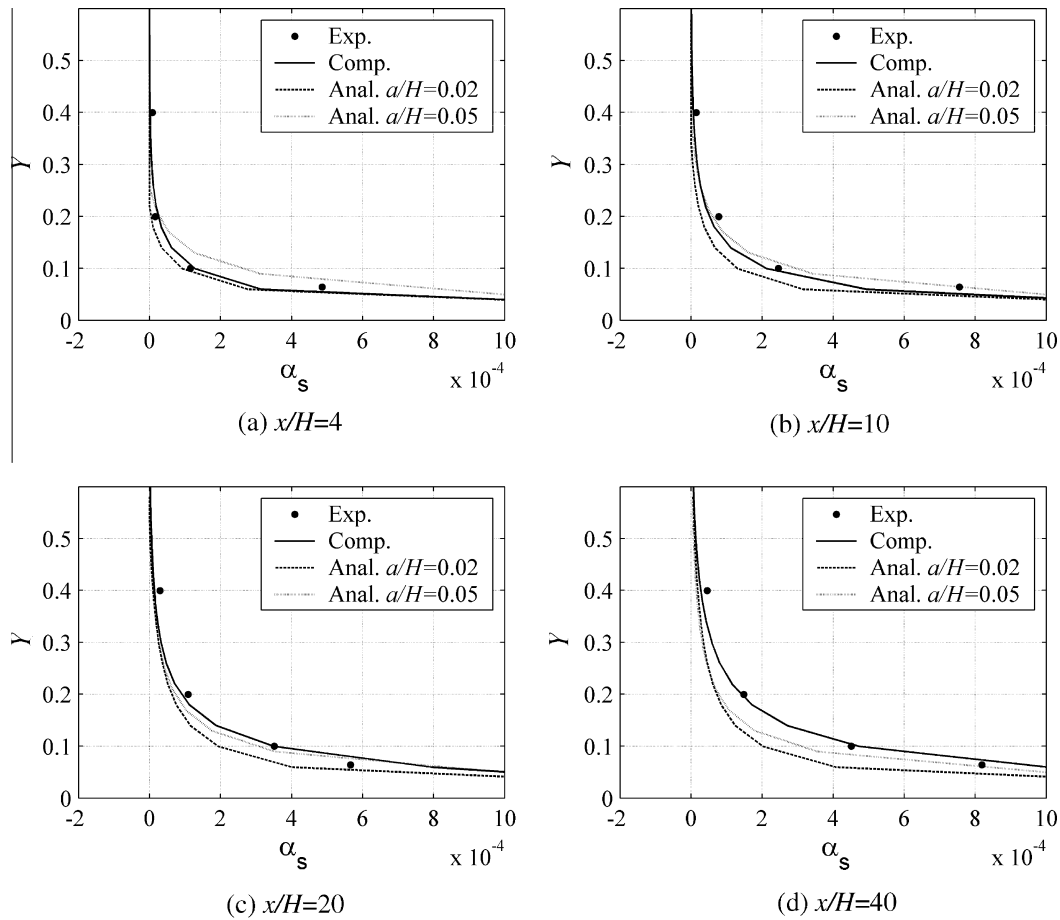 0.6
Exp.
Comp.
Anal. a/H=0.02
Anal. a/H=0.05
0.5
0.4
0.3
0.2
0.1
0
Y
-2 0 2 4 6 8 10
α_s
x 10^-4
(a) x/H=4
Exp.
Comp.
Anal. a/H=0.02
Anal. a/H=0.05
0.5
0.4
0.3
0.2
0.1
0
Y
-2 0 2 4 6 8 10
α_s
x 10^-4
(b) x/H=10
Exp.
Comp.
Anal. a/H=0.02
Anal. a/H=0.05
0.5
0.4
0.3
0.2
0.1
0
Y
-2 0 2 4 6 8 10
α_s
x 10^-4
(c) x/H=20
Exp.
Comp.
Anal. a/H=0.02
Anal. a/H=0.05
0.5
0.4
0.3
0.2
0.1
0
Y
-2 0 2 4 6 8 10
α_s
x 10^-4
(d) x/H=40